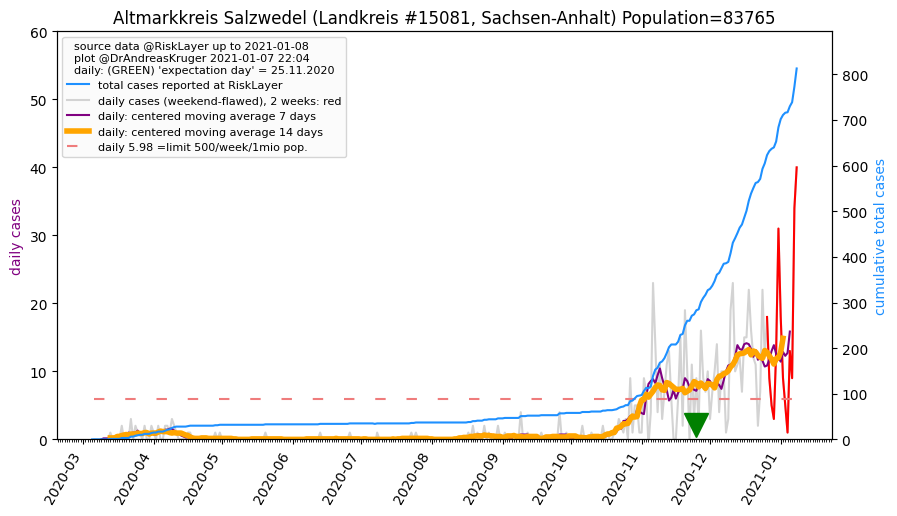 Altmarkkreis Salzwedel (Landkreis #15081, Sachsen-Anhalt) Population=83765
source data @RiskLayer up to 2021-01-08
plot @DrAndreasKruger 2021-01-07 22:04
daily: (GREEN) 'expectation day' = 25.11.2020
total cases reported at RiskLayer
daily cases (weekend-flawed), 2 weeks: red
daily: centered moving average 7 days
daily: centered moving average 14 days
daily 5.98 =limit 500/week/1mio pop.
daily cases
60
50
40
30
20
10
0
cumulative total cases
800
700
600
500
400
300
200
100
0
2020-03
2020-04
2020-05
2020-06
2020-07
2020-08
2020-09
2020-10
2020-11
2020-12
2021-01